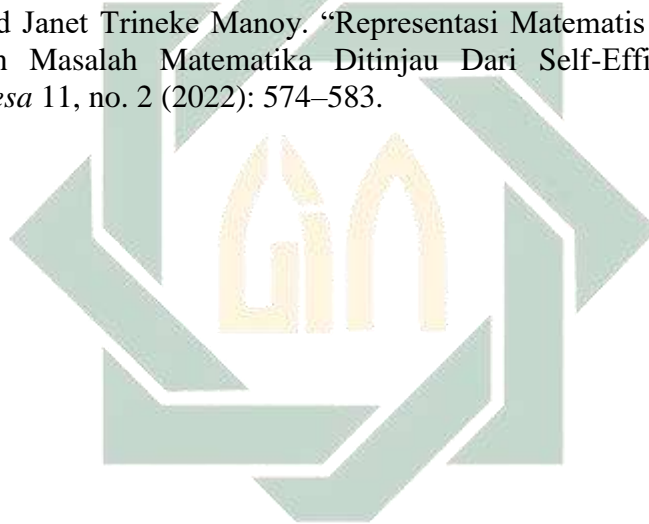 d Janet Trineke Manoy. “Representasi Matematis
n Masalah Matematika Ditinjau Dari Self-Effi
esa 11, no. 2 (2022): 574–583.